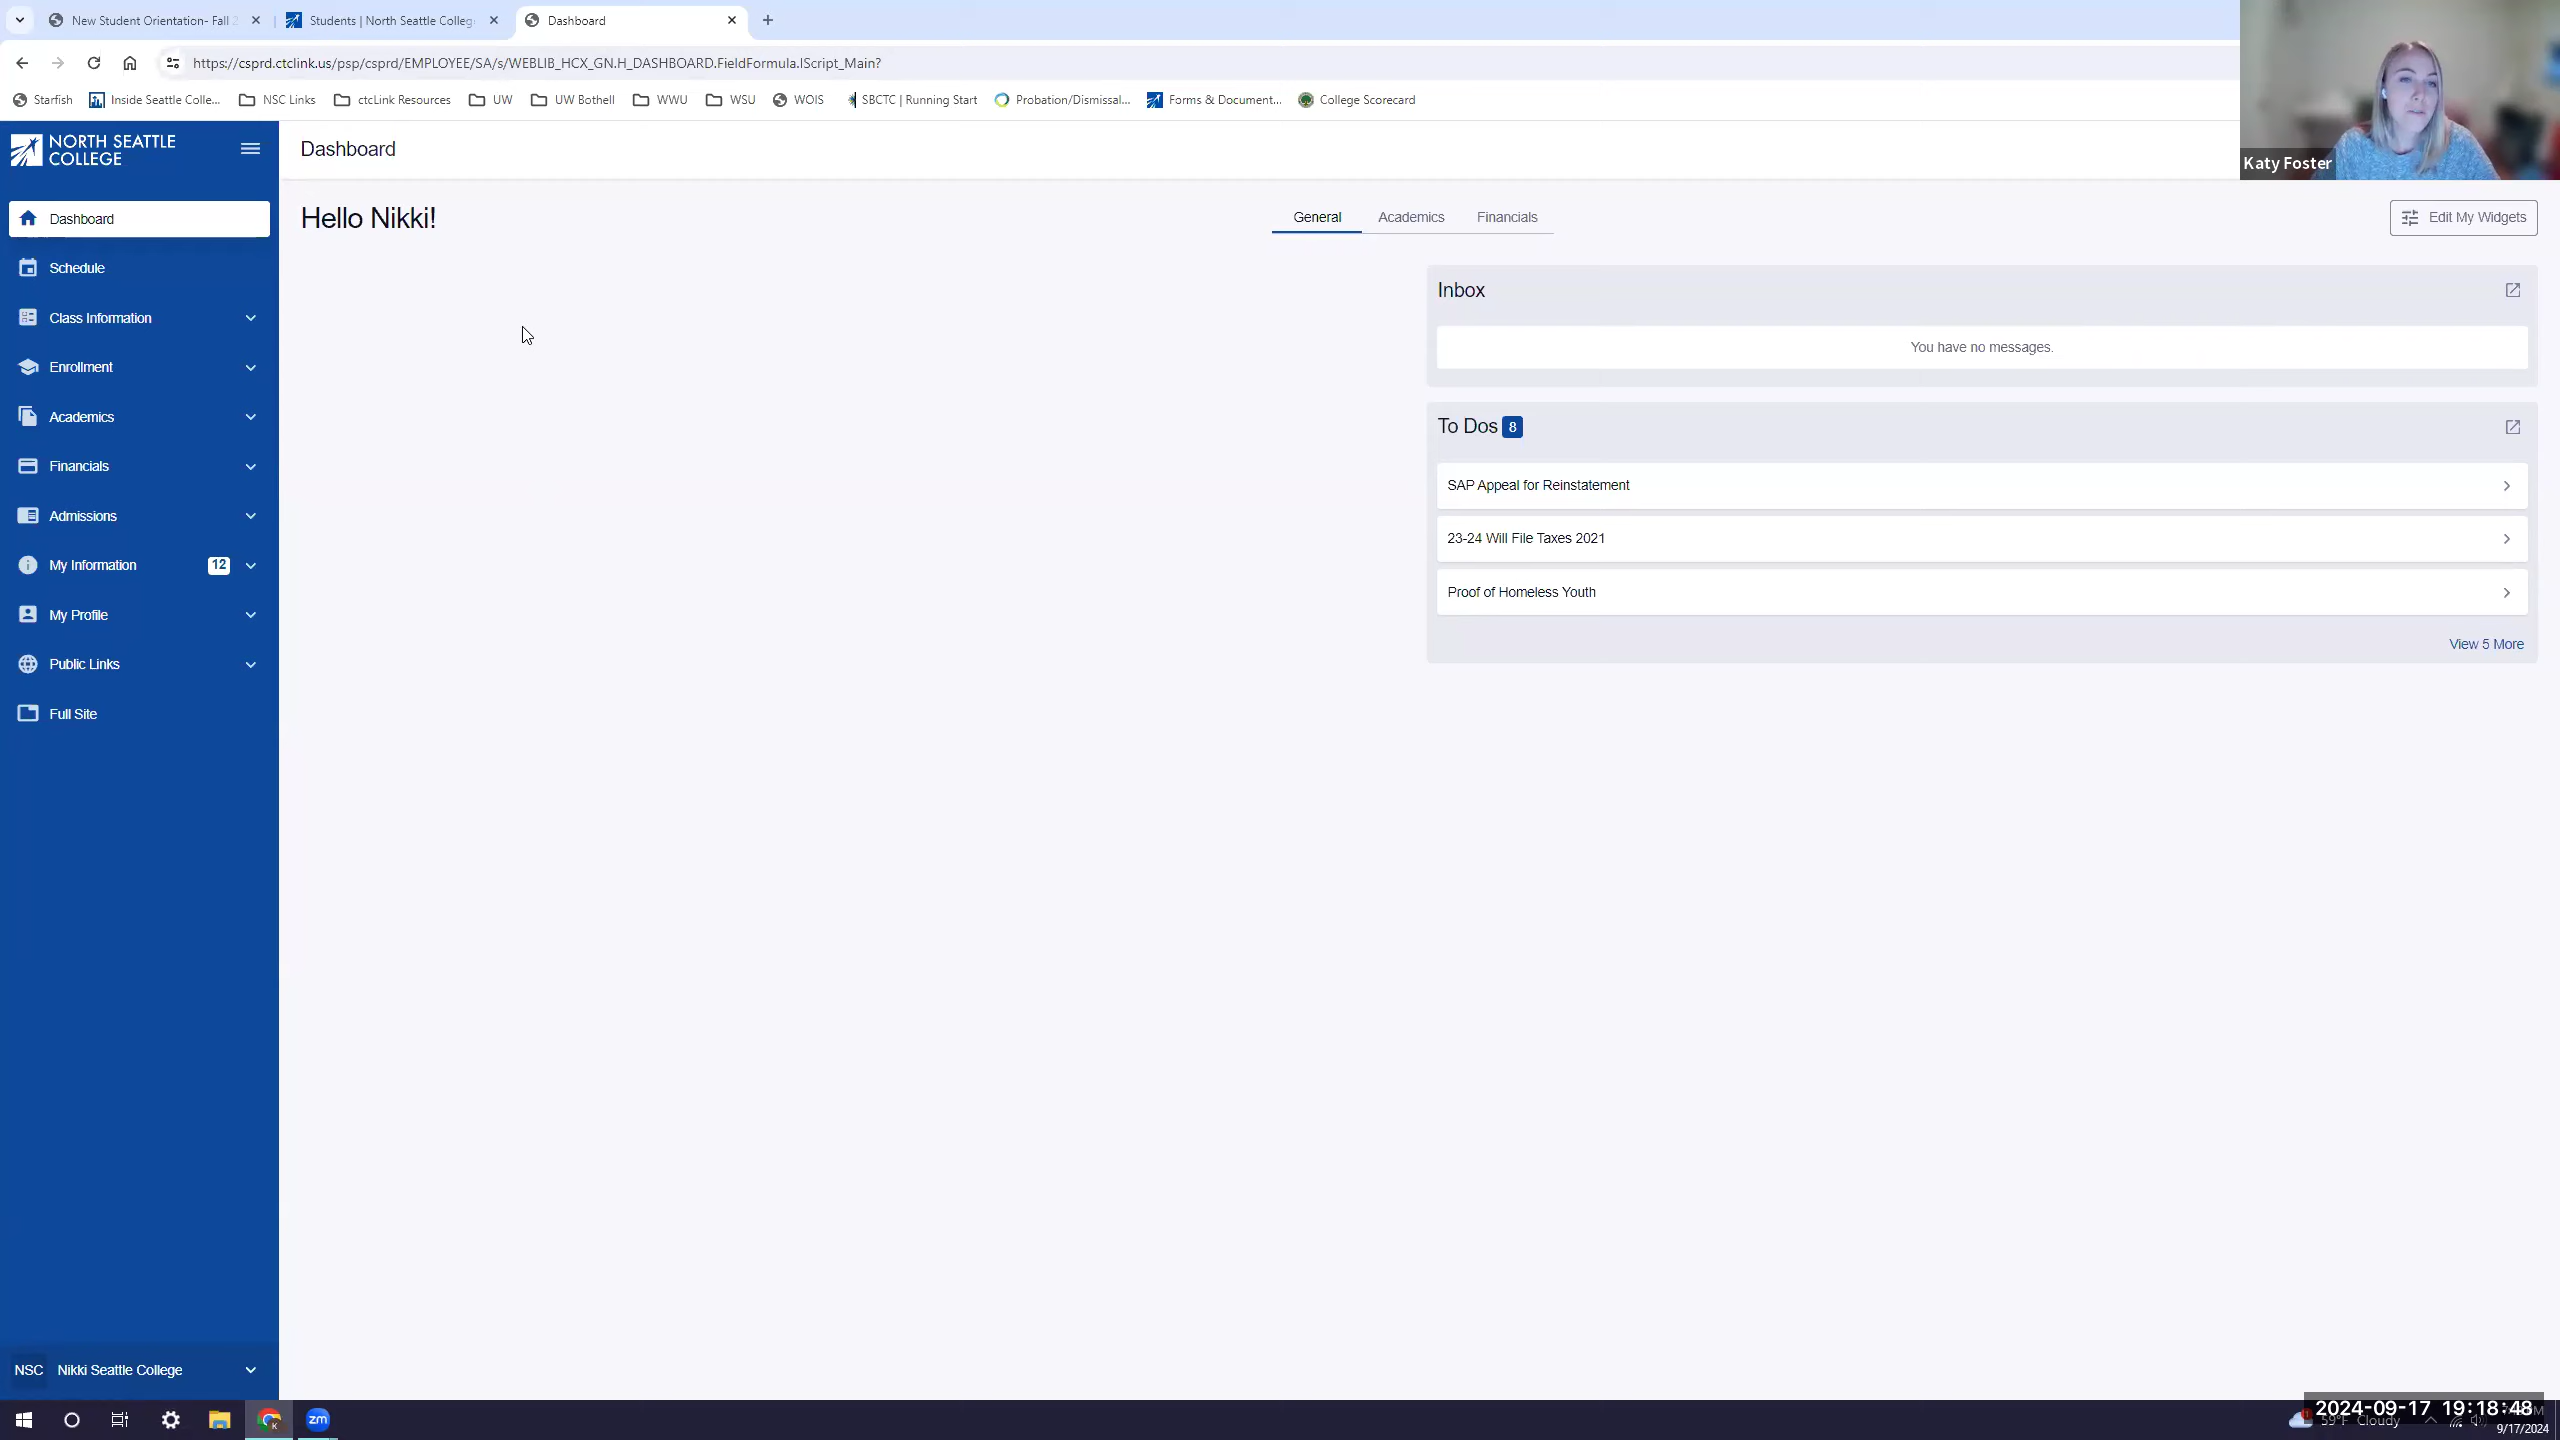 New Student Orientation- Fall 2
Students | North Seattle Colleg
Dashboard
https://csprd.ctclink.us/psp/csprd/EMPLOYEE/SA/s/WEBLIB_HCX_GN.H_DASHBOARD.FieldFormula.IScript_Main?
Starfish
Inside Seattle Colle...
NSC Links
ctcLink Resources
UW
UW Bothell
WWU
WSU
WOIS
SBCTC | Running Start
Probation/Dismissal...
Forms & Document...
College Scorecard
Katy Foster
NORTH SEATTLE
COLLEGE
Dashboard
Dashboard
Schedule
Class Information
Enrollment
Academics
Financials
Admissions
My Information 12
My Profile
Public Links
Full Site
Hello Nikki!
General
Academics
Financials
Edit My Widgets
Inbox
You have no messages.
To Dos 8
SAP Appeal for Reinstatement
23-24 Will File Taxes 2021
Proof of Homeless Youth
View 5 More
NSC Nikki Seattle College
zm
59°F Cloudy
2024-09-17 19:18:48
9/17/2024